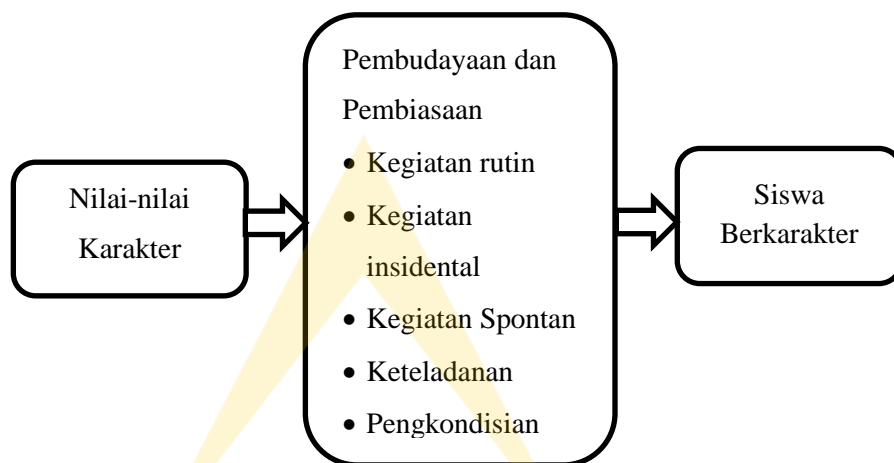 Nilai-nilai
Karakter
Pembudayaan dan
Pembiasaan
• Kegiatan rutin
• Kegiatan
insidental
• Kegiatan Spontan
• Keteladanan
• Pengkondisian
Siswa
Berkarakter